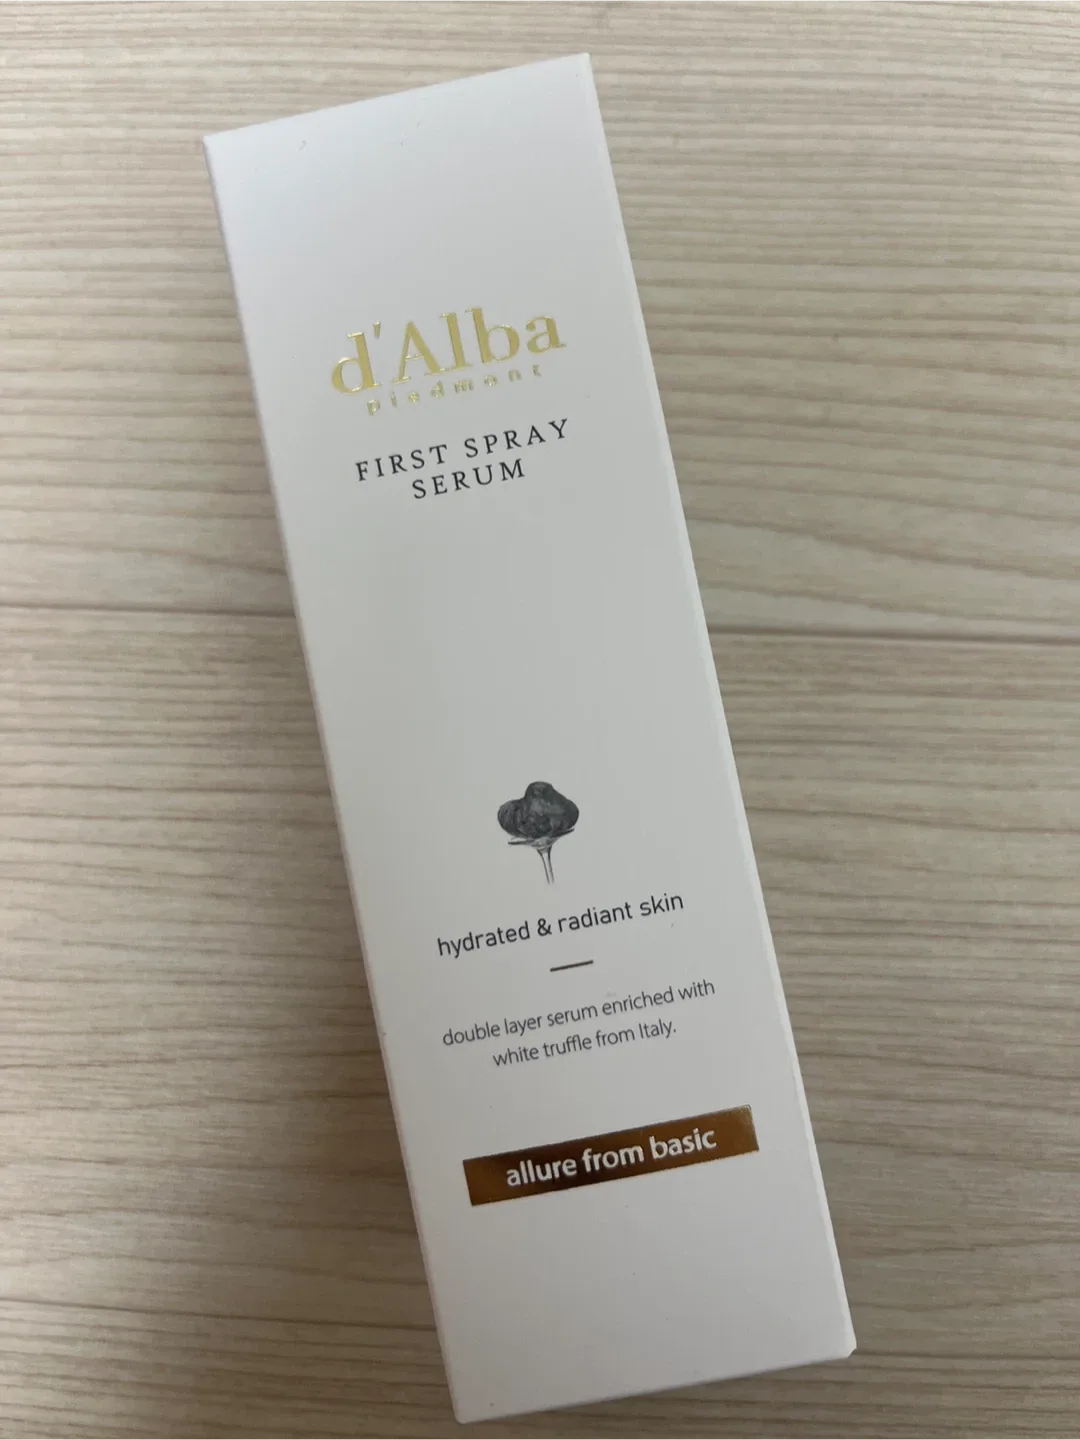 d'Alba
piedmont
FIRST SPRAY
SERUM
hydrated & radiant skin
double layer serum enriched with
white truffle from Italy.
allure from basic